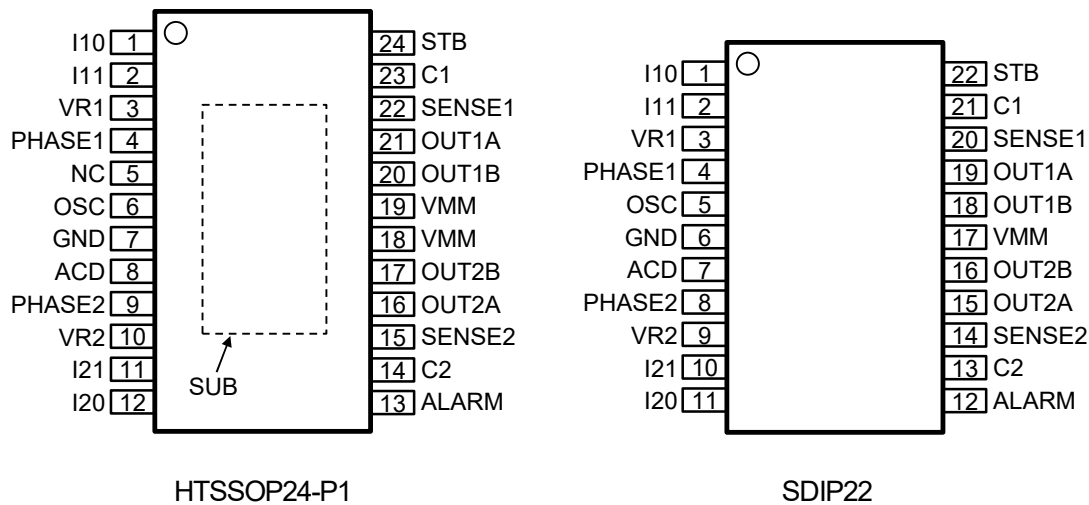 I10 1
I11 2
VR1 3
PHASE1 4
NC 5
OSC 6
GND 7
ACD 8
PHASE2 9
VR2 10
I21 11
I20 12
24 STB
23 C1
22 SENSE1
21 OUT1A
20 OUT1B
19 VMM
18 VMM
17 OUT2B
16 OUT2A
15 SENSE2
14 C2
13 ALARM
SUB
HTSSOP24-P1
I10 1
I11 2
VR1 3
PHASE1 4
OSC 5
GND 6
ACD 7
PHASE2 8
VR2 9
I21 10
I20 11
22 STB
21 C1
20 SENSE1
19 OUT1A
18 OUT1B
17 VMM
16 OUT2B
15 OUT2A
14 SENSE2
13 C2
12 ALARM
SDIP22